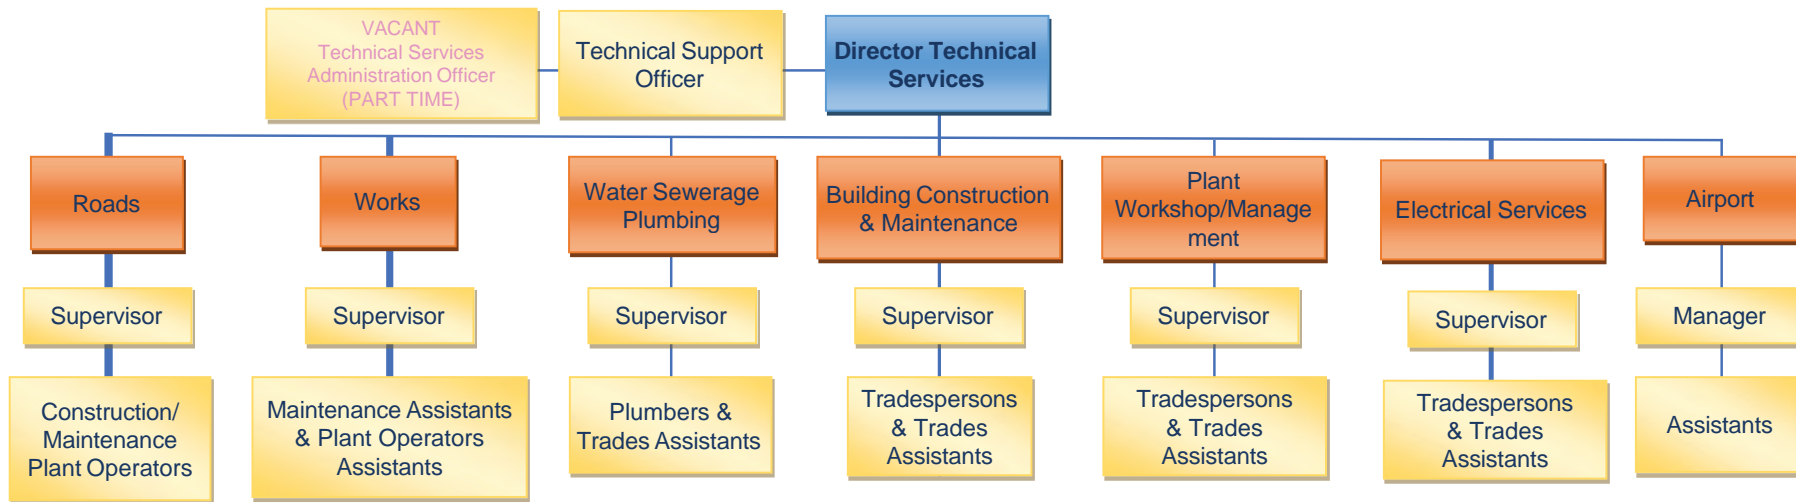 VACANT
Technical Services
Administration Officer
(PART TIME)
Technical Support
Officer
Director Technical
Services
Roads
Works
Water Sewerage
Plumbing
Building Construction
& Maintenance
Plant
Workshop/Manage
ment
Electrical Services
Airport
Supervisor
Supervisor
Supervisor
Supervisor
Supervisor
Supervisor
Manager
Construction/
Maintenance
Plant Operators
Maintenance Assistants
& Plant Operators
Assistants
Plumbers &
Trades Assistants
Tradespersons
& Trades
Assistants
Tradespersons
& Trades
Assistants
Tradespersons
& Trades
Assistants
Assistants